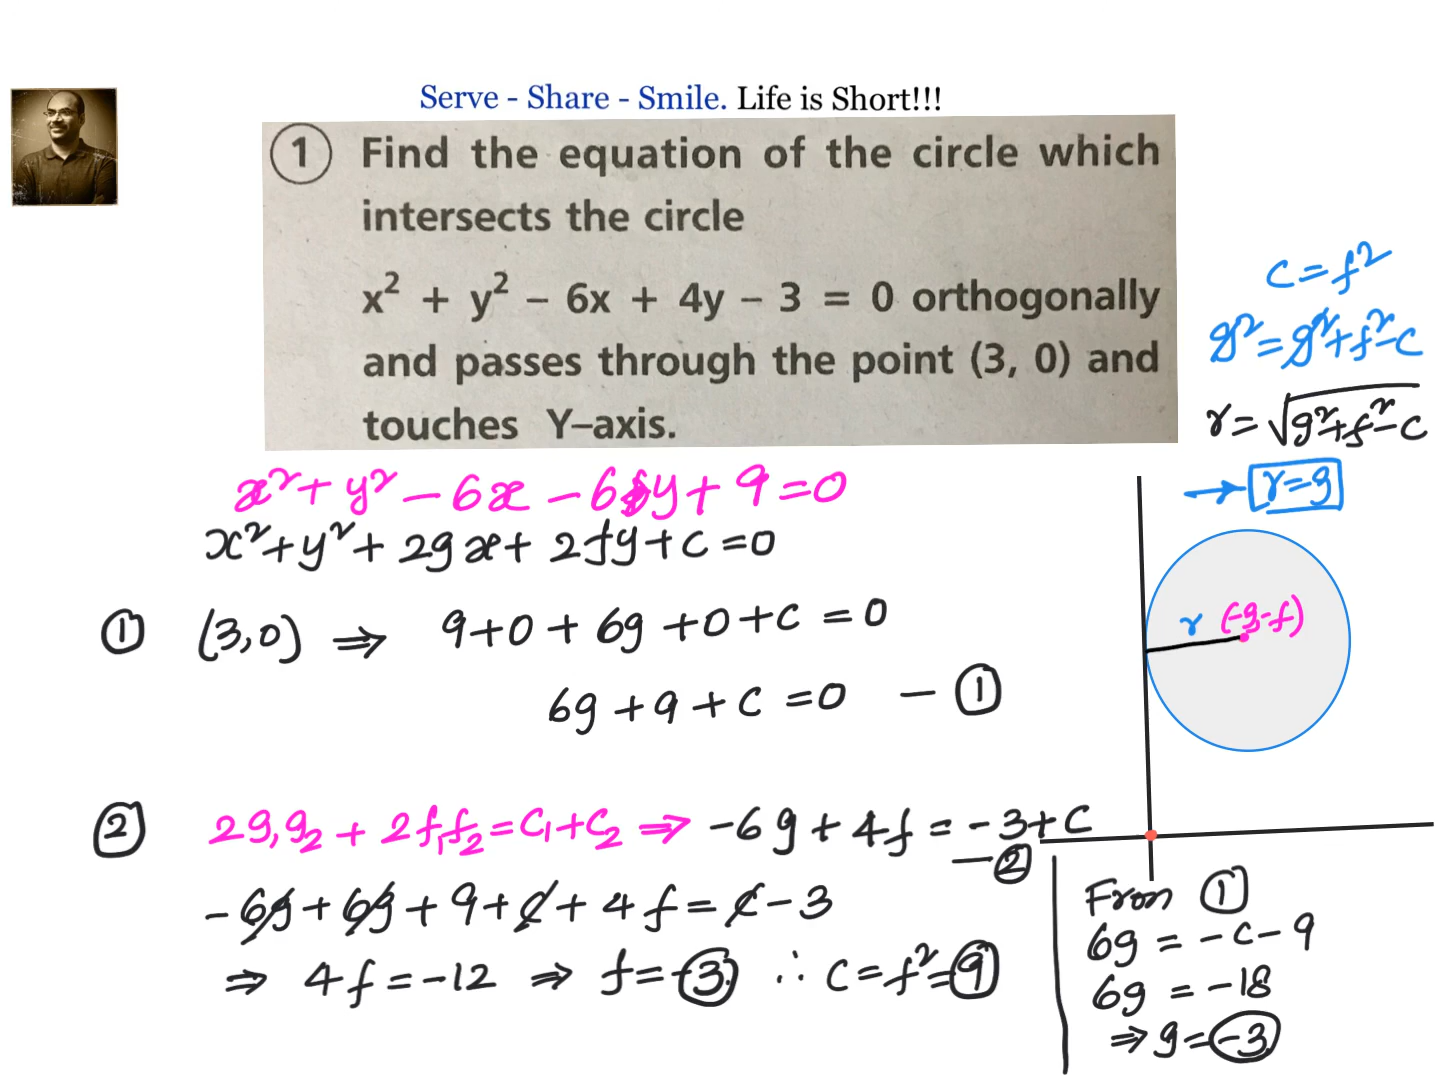 Serve - Share - Smile. Life is Short!!!
1 Find the equation of the circle which
intersects the circle
x² + y² – 6x + 4y – 3 = 0 orthogonally
and passes through the point (3, 0) and
touches Y–axis.
c = f²
g² = g² + f² - c
r = √g² + f² - c
→ r = g
x² + y² - 6x - 6y + 9 = 0
x² + y² + 2gx + 2fy + c = 0
r (-g, -f)
① (3,0) ⇒ 9 + 0 + 6g + 0 + c = 0
6g + 9 + c = 0 - ①
② 2g₁g₂ + 2f₁f₂ = c₁ + c₂ ⇒ -6g + 4f = -3 + c
- ②
-6g + 6g + 9 + c + 4f = c - 3
⇒ 4f = -12 ⇒ f = -3 ∴ c = f² = 9
From ①
6g = -c - 9
6g = -18
⇒ g = -3